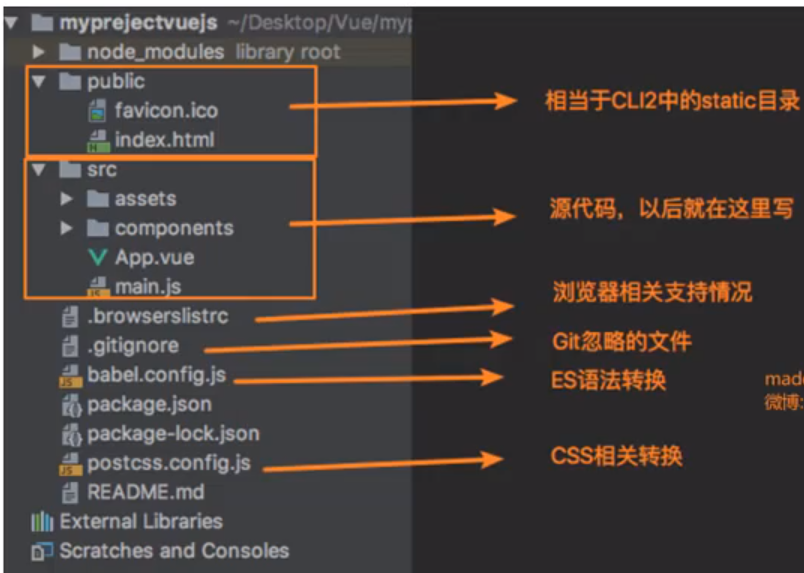 myprejectvuejs ~/Desktop/Vue/myp
node_modules library root
public
favicon.ico
相当于CLI2中的static目录
index.html
src
assets
源代码，以后就在这里写
components
App.vue
main.js
浏览器相关支持情况
.browserslistrc
.gitignore
Git忽略的文件
babel.config.js
ES语法转换
made
package.json
微博:
package-lock.json
postcss.config.js
CSS相关转换
README.md
External Libraries
Scratches and Consoles